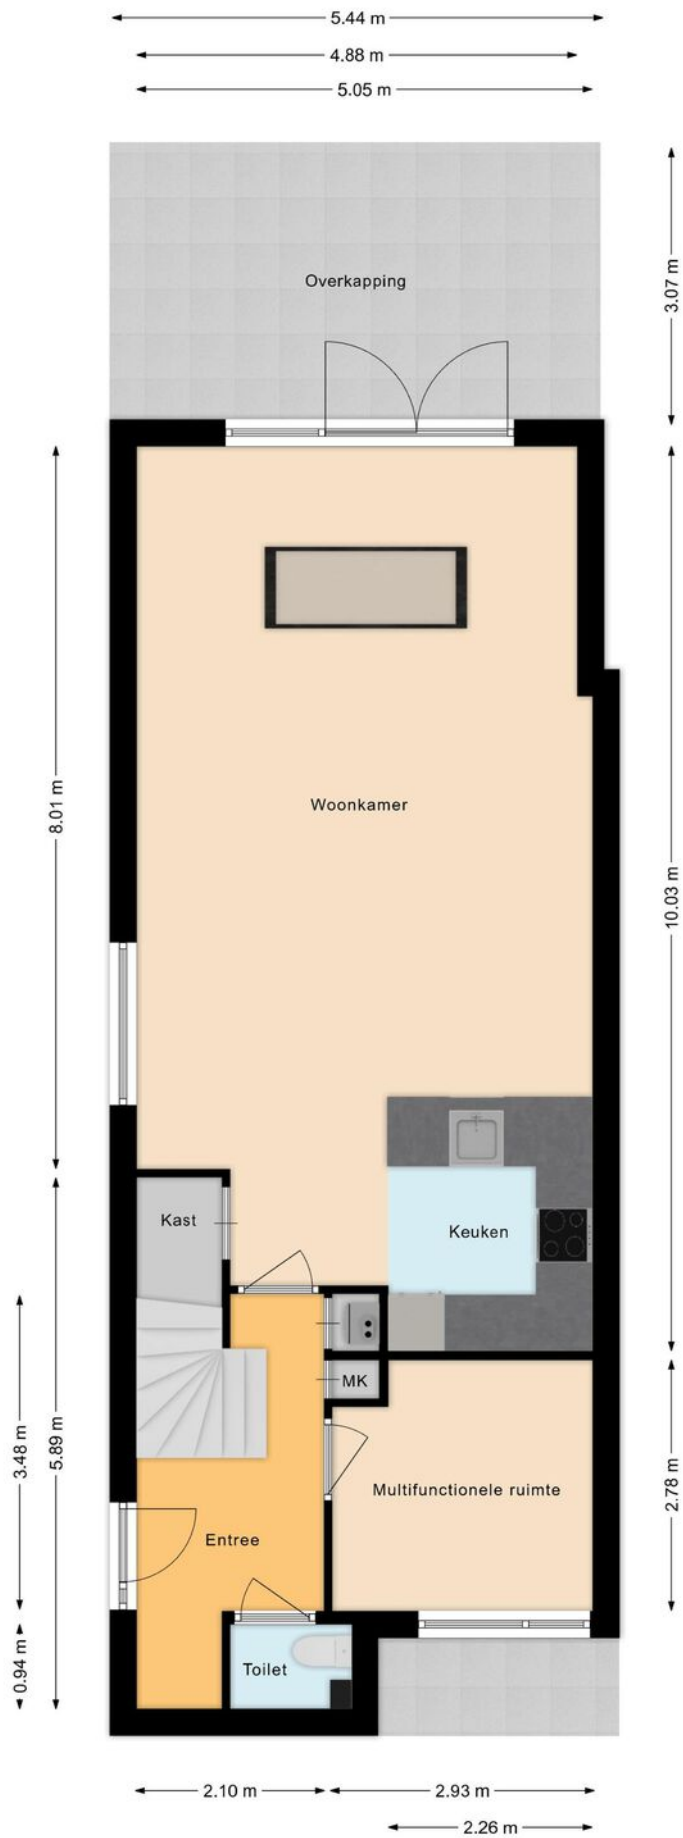 5.44 m
4.88 m
5.05 m
3.07 m
Overkapping
8.01 m
Woonkamer
10.03 m
Kast
Keuken
MK
3.48 m
5.89 m
2.78 m
Multifunctionele ruimte
Entree
0.94 m
Toilet
2.10 m
2.93 m
2.26 m